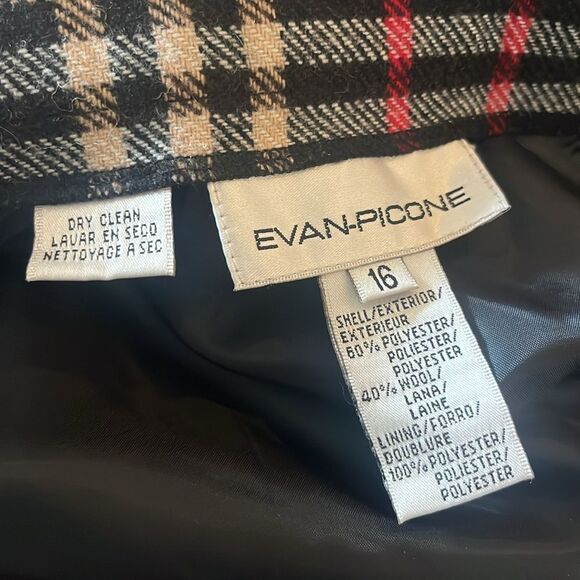 DRY CLEAN
LAVAR EN SECO
NETTOYAGE A SEC
EVAN-PICONE
16
SHELL/EXTERIOR/
EXTERIEUR
60% POLYESTER/
POLIESTER/
POLYESTER
40% WOOL/
LANA/
LAINE
LINING/FORRO/
DOUBLURE
100% POLYESTER/
POLIESTER/
POLYESTER